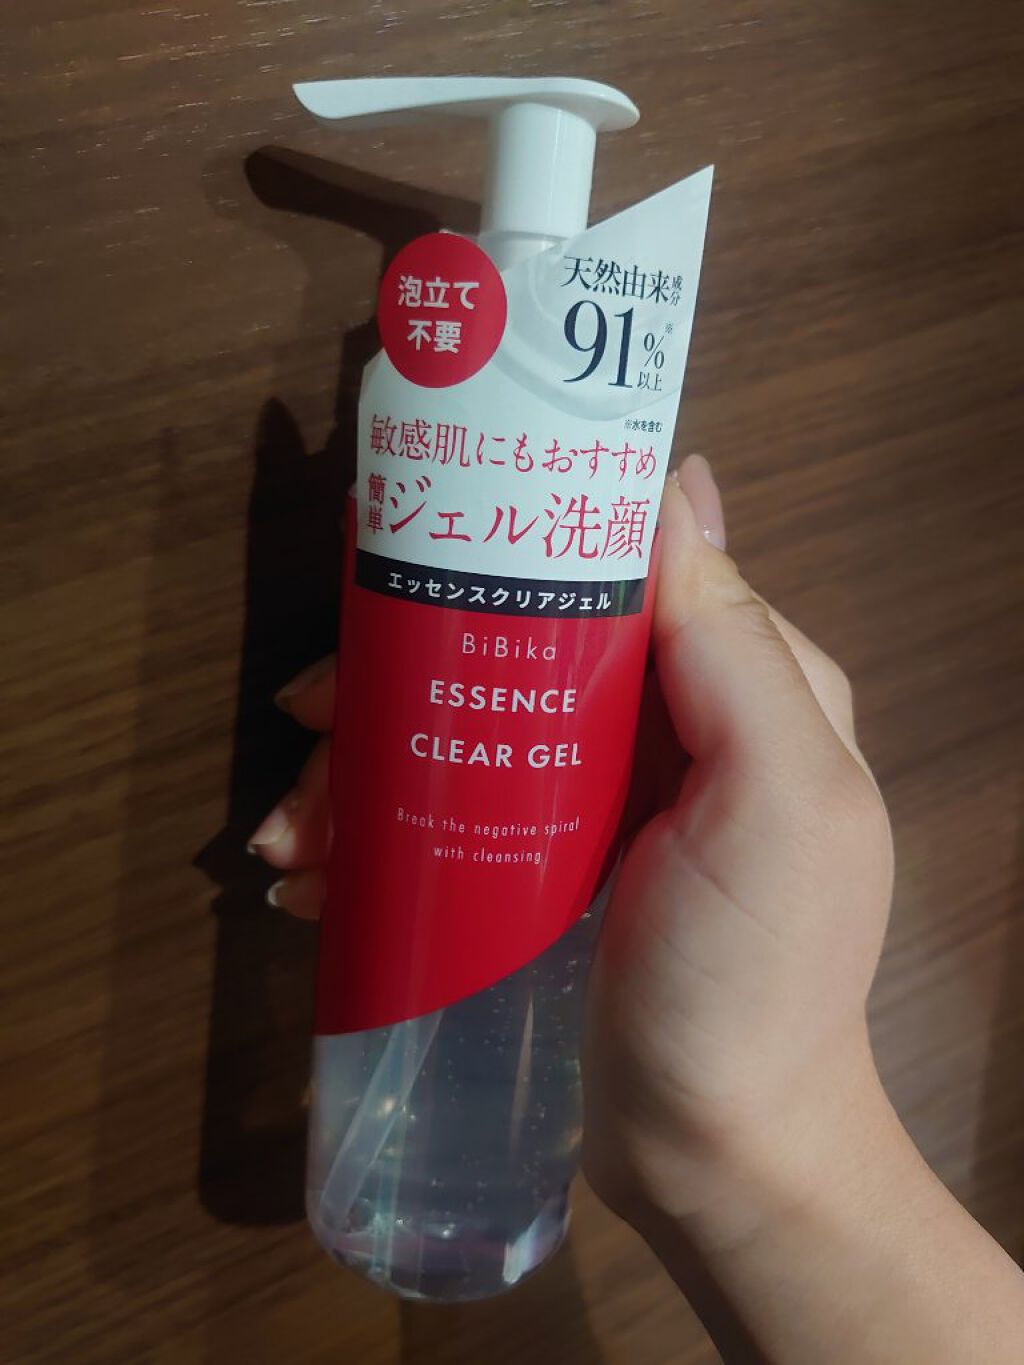 泡立て
不要
天然由来成分
91%※以上
※水を含む
敏感肌にもおすすめ
簡単ジェル洗顔
エッセンスクリアジェル
BiBika
ESSENCE
CLEAR GEL
Break the negative spiral
with cleansing